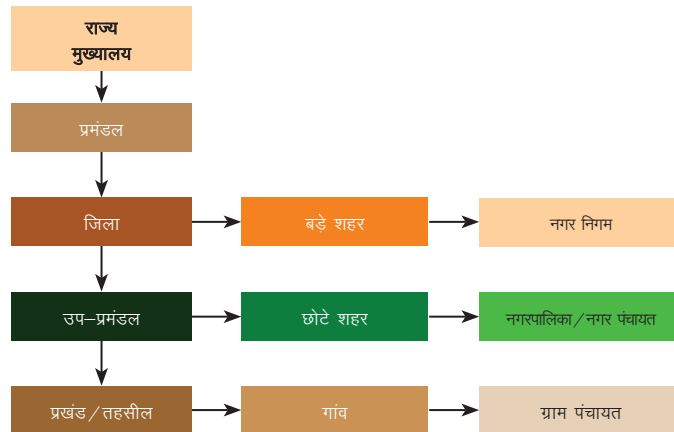 राज्य
मुख्यालय
प्रमंडल
जिला
बड़े शहर
नगर निगम
उप–प्रमंडल
छोटे शहर
नगरपालिका/नगर पंचायत
प्रखंड/तहसील
गांव
ग्राम पंचायत